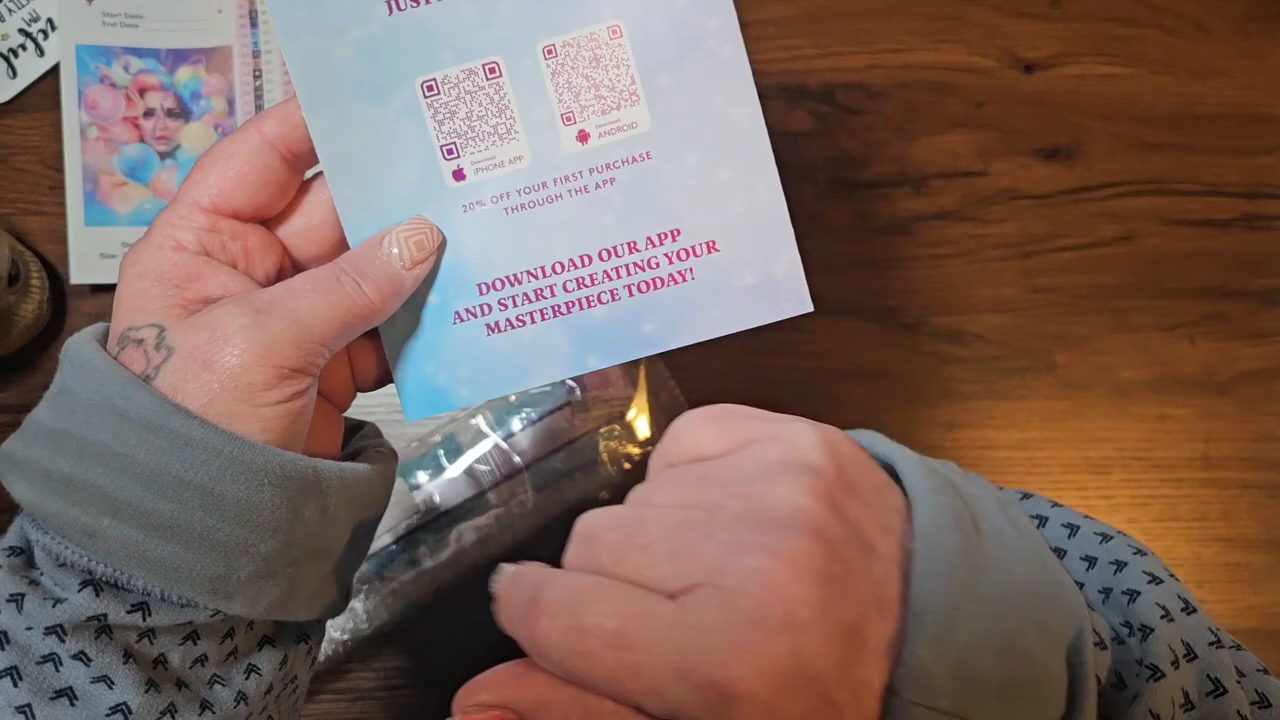 Start Date:
End Date
JUST
Download
iPHONE APP
Download
ANDROID
20% OFF YOUR FIRST PURCHASE
THROUGH THE APP
DOWNLOAD OUR APP
AND START CREATING YOUR
MASTERPIECE TODAY!